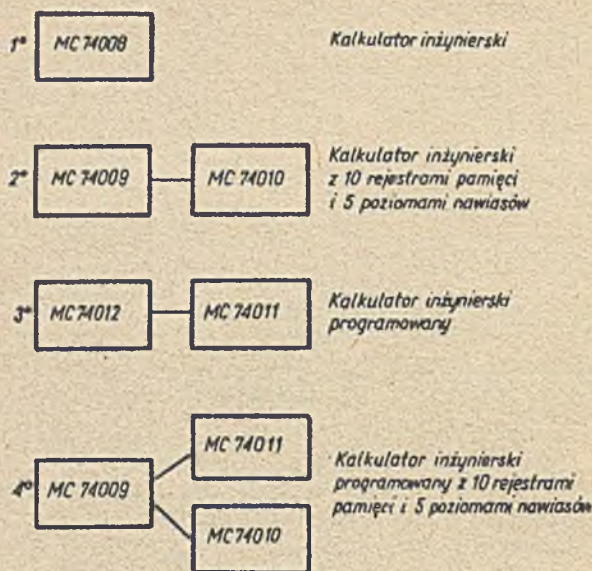 1° MC 74008 Kalkulator inżynierski
2° MC 74009 MC 74010 Kalkulator inżynierski
z 10 rejestrami pamięci
i 5 poziomami nawiasów
3° MC 74012 MC 74011 Kalkulator inżynierski
programowany
MC 74011
4° MC 74009 Kalkulator inżynierski
programowany z 10 rejestrami
pamięci i 5 poziomami nawiasów
MC 74010